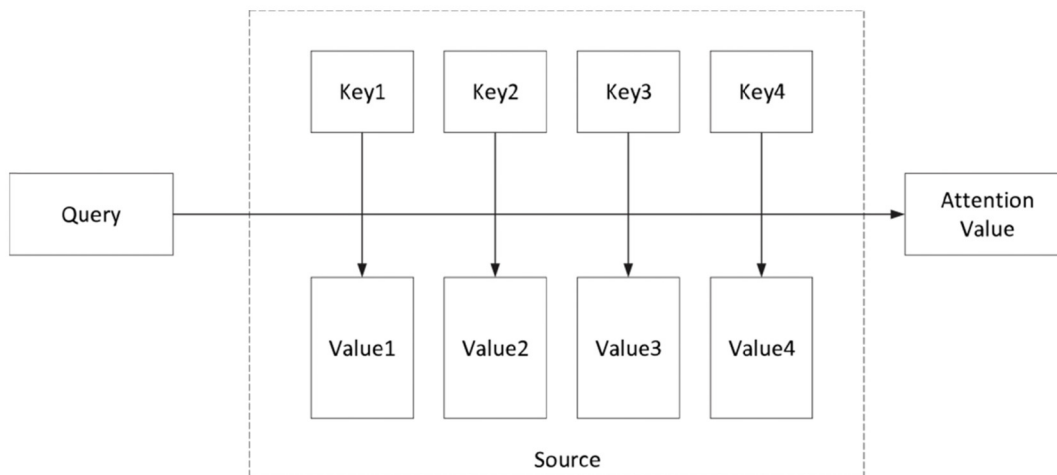 Key1 Key2 Key3 Key4
Query
Attention
Value
Value1 Value2 Value3 Value4
Source